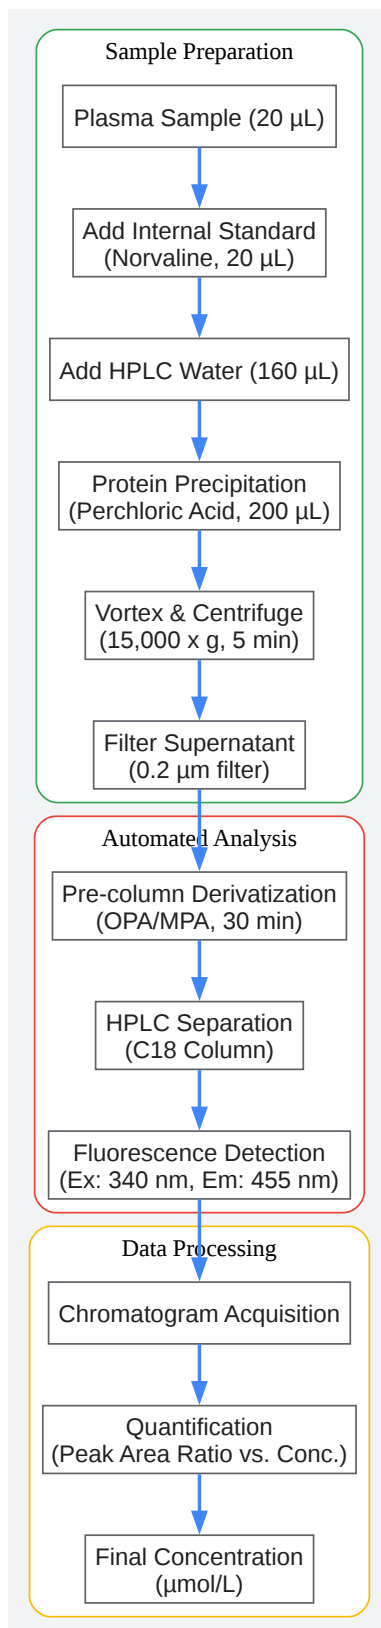 Sample Preparation
Plasma Sample (20 µL)
Add Internal Standard
(Norvaline, 20 µL)
Add HPLC Water (160 µL)
Protein Precipitation
(Perchloric Acid, 200 µL)
Vortex & Centrifuge
(15,000 x g, 5 min)
Filter Supernatant
(0.2 µm filter)
Automated Analysis
Pre-column Derivatization
(OPA/MPA, 30 min)
HPLC Separation
(C18 Column)
Fluorescence Detection
(Ex: 340 nm, Em: 455 nm)
Data Processing
Chromatogram Acquisition
Quantification
(Peak Area Ratio vs. Conc.)
Final Concentration
(µmol/L)